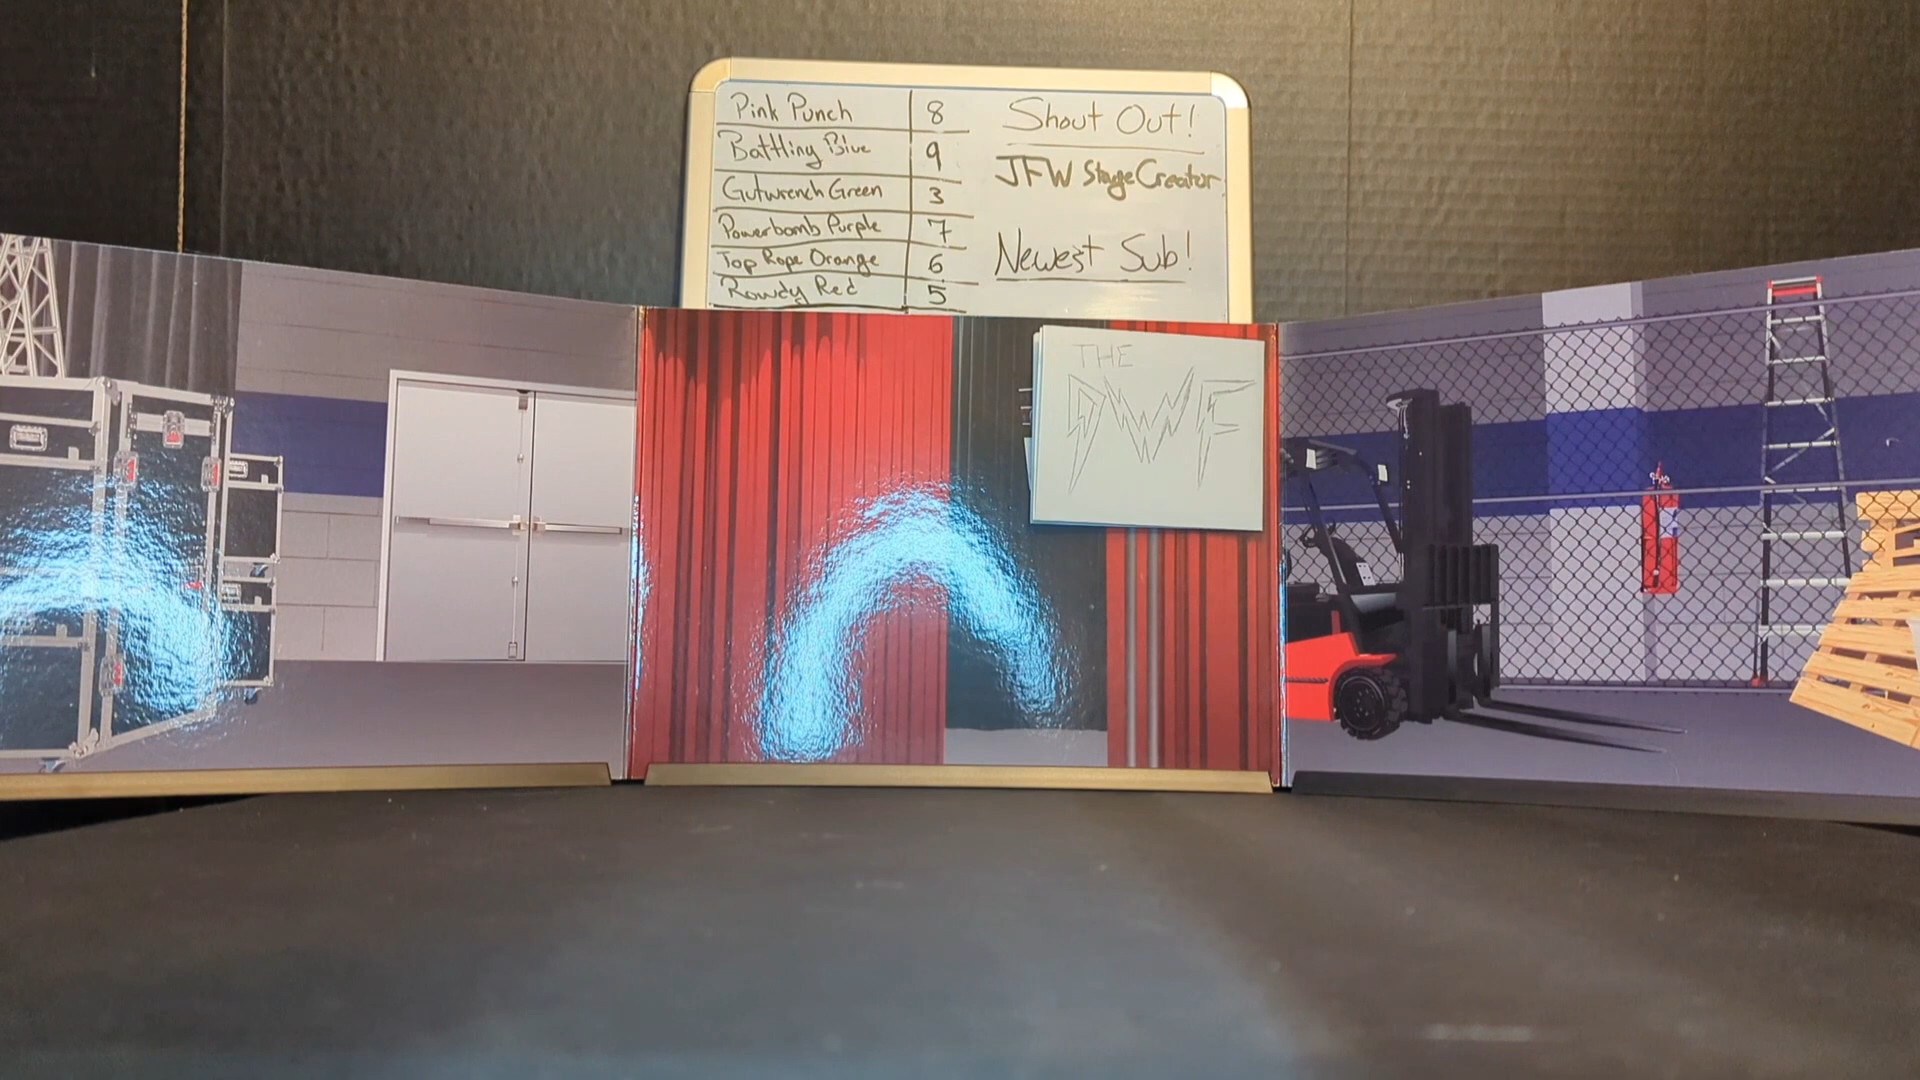 Pink Punch 8
Battling Blue 9
Gutwrench Green 3
Powerbomb Purple 7
Top Rope Orange 6
Rowdy Red 5
Shout Out!
JFW StageCreator
Newest Sub!
THE
DWF